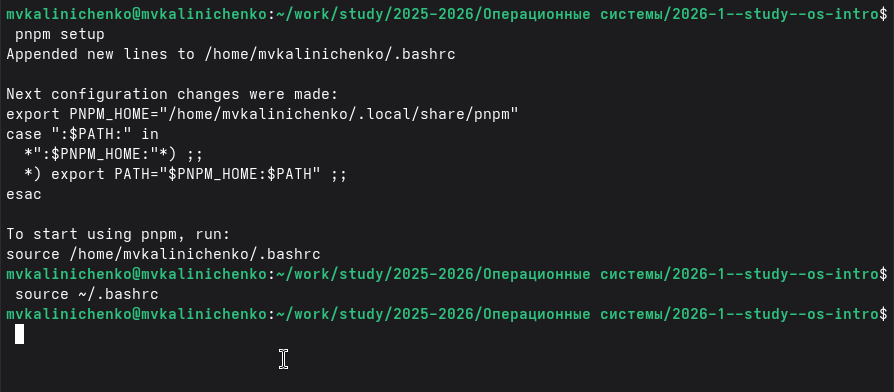 mvkalinichenko@mvkalinichenko:~/work/study/2025-2026/Операционные системы/2026-1--study--os-intro$
pnpm setup
Appended new lines to /home/mvkalinichenko/.bashrc
Next configuration changes were made:
export PNPM_HOME="/home/mvkalinichenko/.local/share/pnpm"
case ":$PATH:" in
  *":$PNPM_HOME:"*) ;;
  *) export PATH="$PNPM_HOME:$PATH" ;;
esac
To start using pnpm, run:
source /home/mvkalinichenko/.bashrc
mvkalinichenko@mvkalinichenko:~/work/study/2025-2026/Операционные системы/2026-1--study--os-intro$
source ~/.bashrc
mvkalinichenko@mvkalinichenko:~/work/study/2025-2026/Операционные системы/2026-1--study--os-intro$